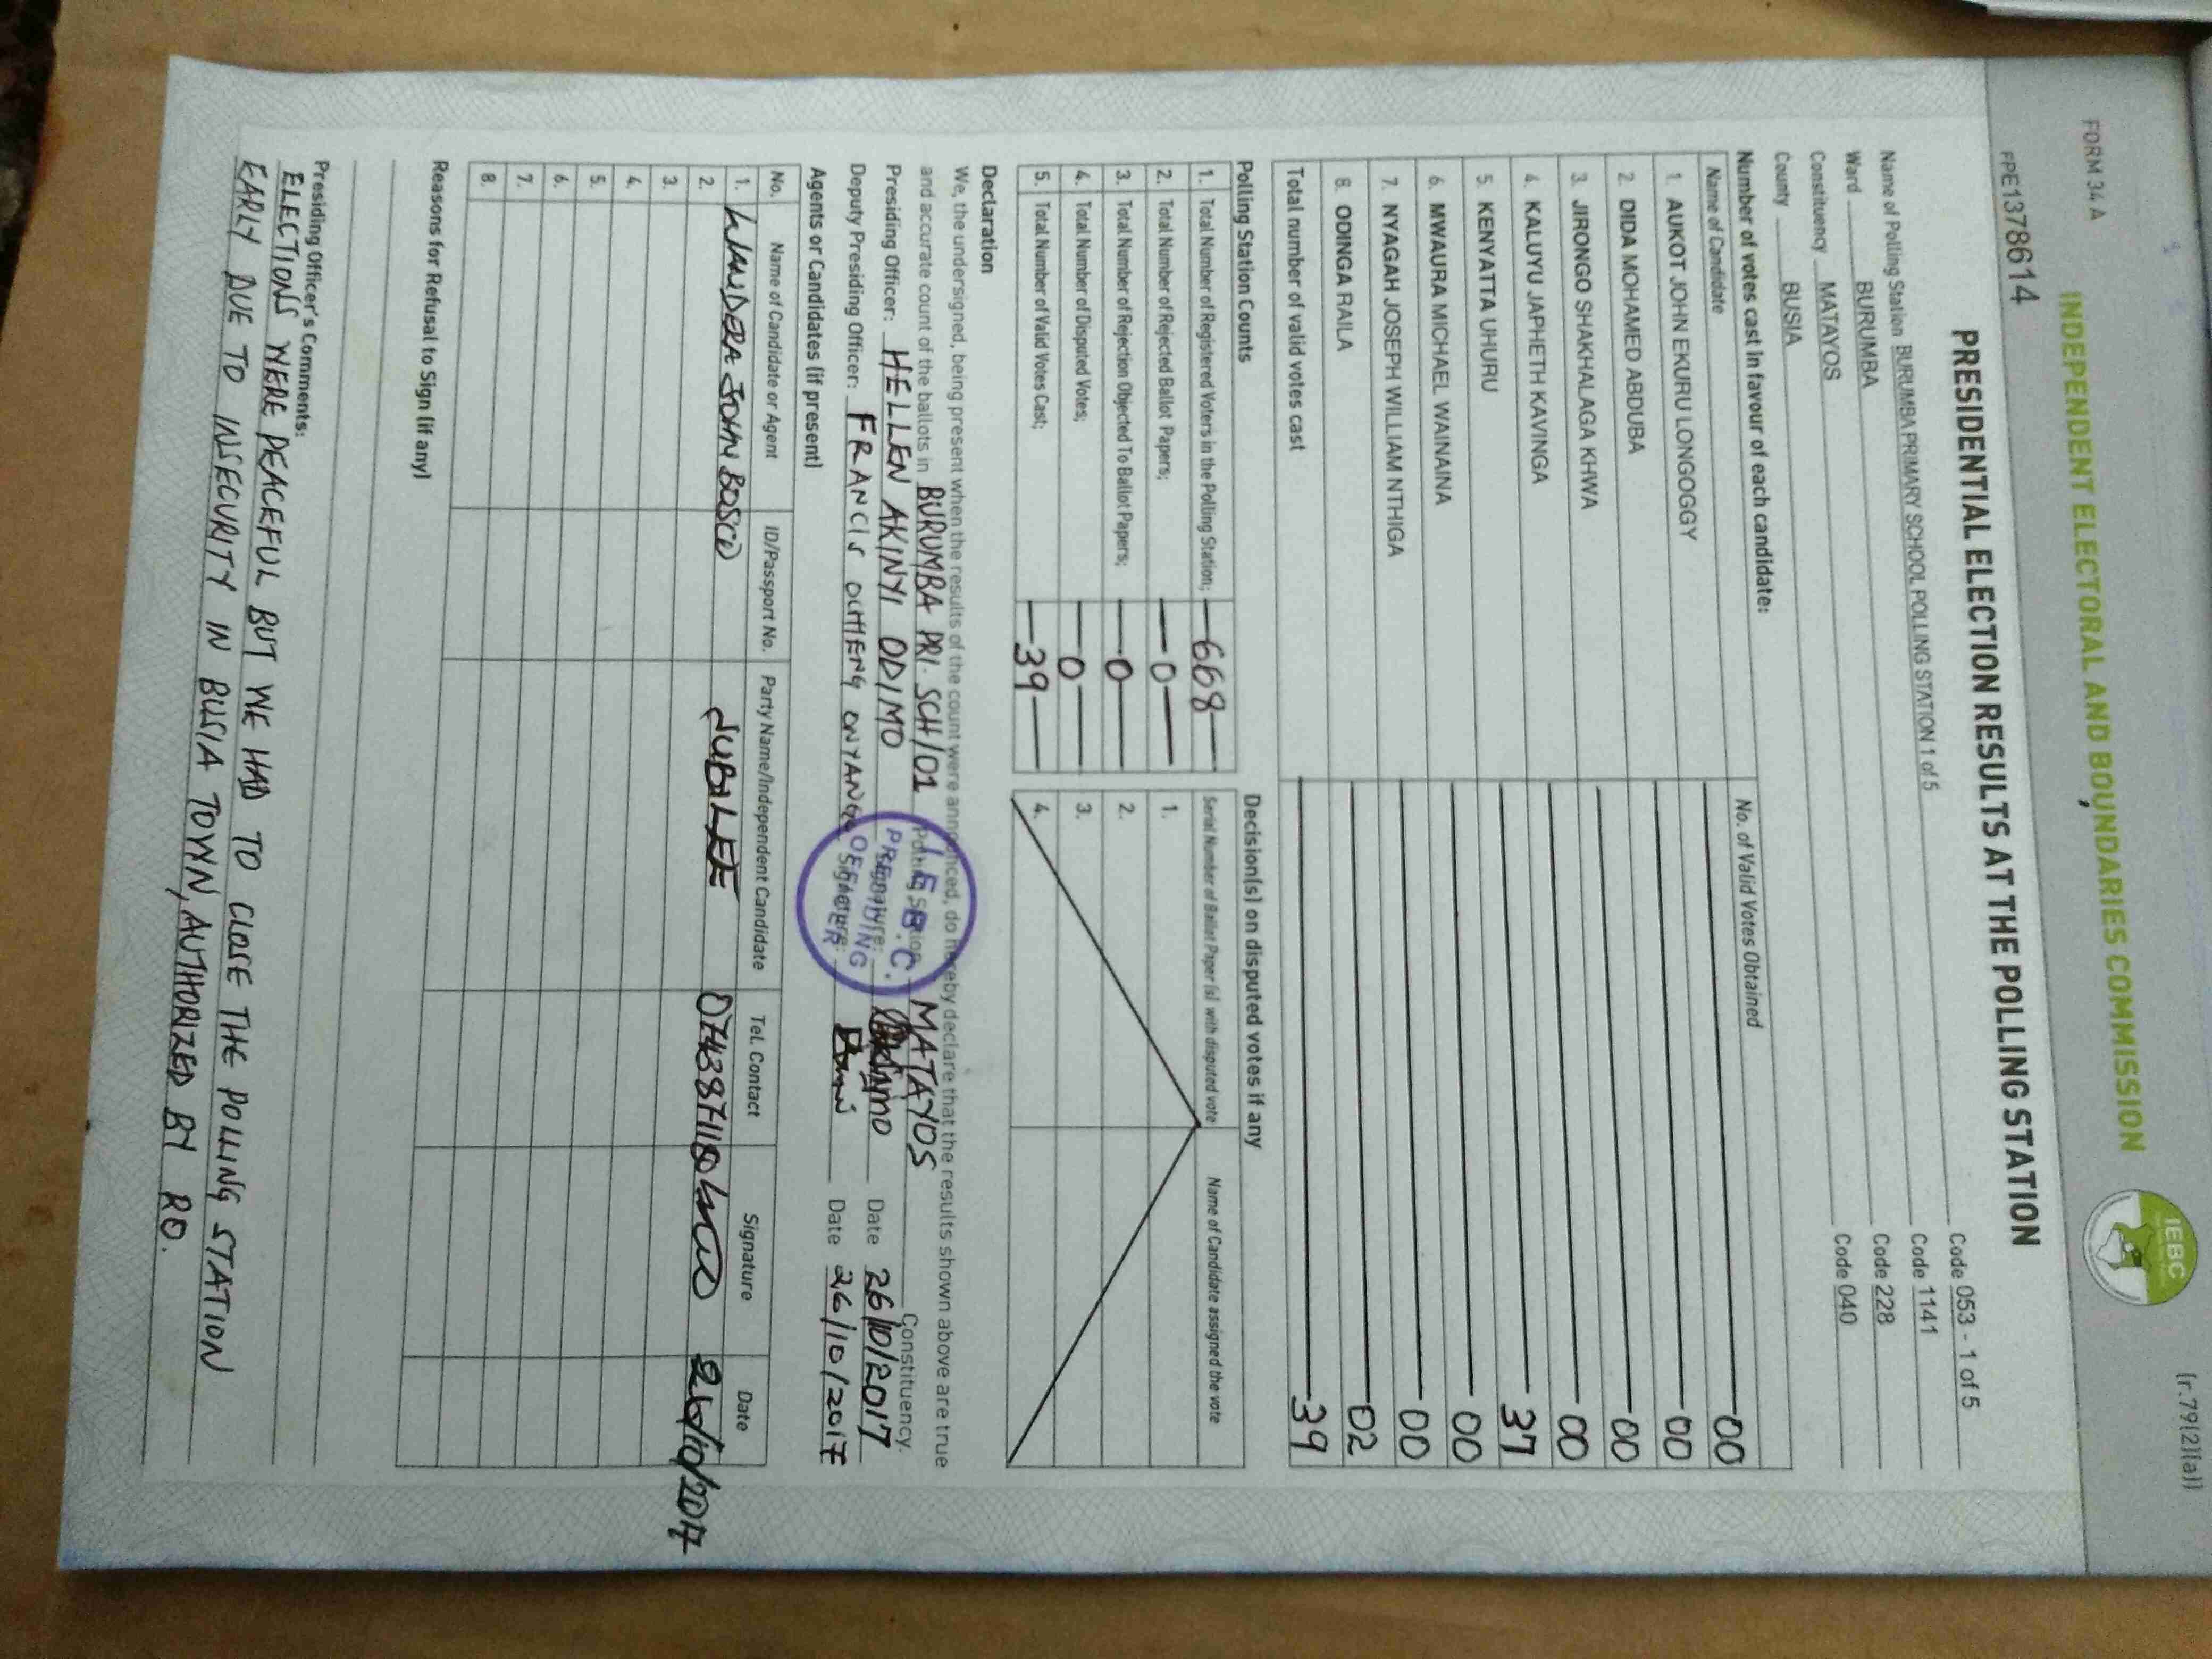 FORM 34 A
(r.79(2)(a))
INDEPENDENT ELECTORAL AND BOUNDARIES COMMISSION
IEBC
PRESIDENTIAL ELECTION RESULTS AT THE POLLING STATION
PPE1378614
Name of Polling Station BURUMBA PRIMARY SCHOOL POLLING STATION 1 of 5 Code 053 - 1 of 5
Ward BURUMBA Code 1141
Constituency MATAYOS Code 228
County BUSIA Code 040
Number of votes cast in favour of each candidate:
Name of Candidate No. of Valid Votes Obtained
1. AUKOT JOHN EKURU LONGOGGY 00
2. DIDA MOHAMED ABDUBA 00
3. JIRONGO SHAKHALAGA KHWA 00
4. KALUYU JAPHETH KAVINGA 00
5. KENYATTA UHURU 37
6. MWAURA MICHAEL WAINAINA 00
7. NYAGAH JOSEPH WILLIAM NTHIGA 00
8. ODINGA RAILA 02
Total number of valid votes cast 39
Polling Station Counts
1. Total Number of Registered Voters in the Polling Station; 668
2. Total Number of Rejected Ballot Papers; 0
3. Total Number of Rejection Objected To Ballot Papers; 0
4. Total Number of Disputed Votes; 0
5. Total Number of Valid Votes Cast; 39
Decision(s) on disputed votes if any
Serial Number of Ballot Paper (s) with disputed vote Name of Candidate assigned the vote
1.
2.
3.
4.
Declaration
We, the undersigned, being present when the results of the count were announced, do hereby declare that the results shown above are true
and accurate count of the ballots in BURUMBA PRI. SCH/01 Polling Station MATAYOS Constituency.
Presiding Officer: HELLEN AKINYI ODIMO Signature: Date 26/10/2017
Deputy Presiding Officer: FRANCIS OCHIENG ONYANGO Signature: Date 26/10/2017
I.E.B.C.
PRESIDING
OFFICER
Agents or Candidates (if present)
No. Name of Candidate or Agent ID/Passport No. Party Name/Independent Candidate Tel. Contact Signature Date
1. JOHN BOSCO JUBILEE 26/10/2017
2.
3.
4.
5.
6.
7.
8.
Reasons for Refusal to Sign (if any)
Presiding Officer's Comments:
ELECTIONS WERE PEACEFUL BUT WE HAD TO CLOSE THE POLLING STATION
EARLY DUE TO INSECURITY IN BUSIA TOWN, AUTHORIZED BY RO.